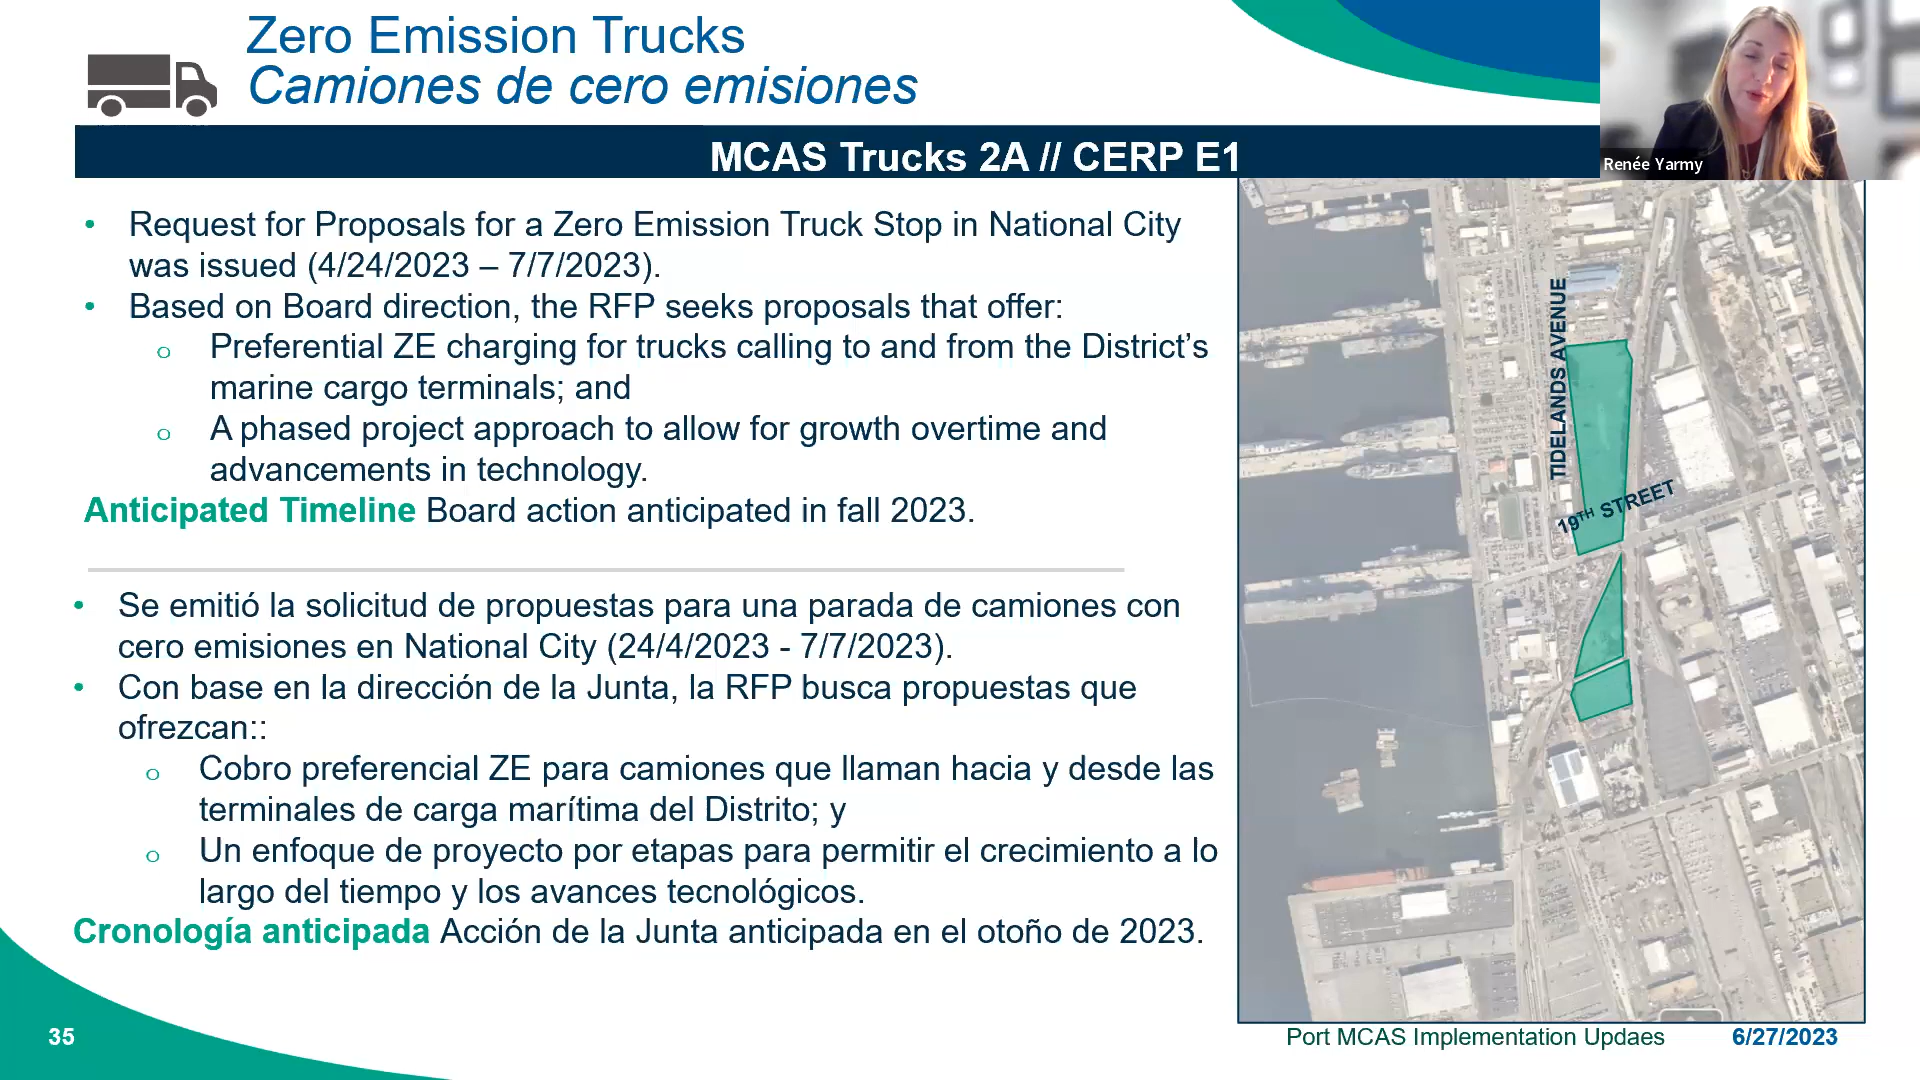 Zero Emission Trucks
Camiones de cero emisiones
MCAS Trucks 2A // CERP E1
Renée Yarmy
• Request for Proposals for a Zero Emission Truck Stop in National City
was issued (4/24/2023 – 7/7/2023).
• Based on Board direction, the RFP seeks proposals that offer:
o Preferential ZE charging for trucks calling to and from the District’s
marine cargo terminals; and
o A phased project approach to allow for growth overtime and
advancements in technology.
Anticipated Timeline Board action anticipated in fall 2023.
• Se emitió la solicitud de propuestas para una parada de camiones con
cero emisiones en National City (24/4/2023 - 7/7/2023).
• Con base en la dirección de la Junta, la RFP busca propuestas que
ofrezcan::
o Cobro preferencial ZE para camiones que llaman hacia y desde las
terminales de carga marítima del Distrito; y
o Un enfoque de proyecto por etapas para permitir el crecimiento a lo
largo del tiempo y los avances tecnológicos.
Cronología anticipada Acción de la Junta anticipada en el otoño de 2023.
TIDELANDS AVENUE
19TH STREET
35
Port MCAS Implementation Updaes
6/27/2023